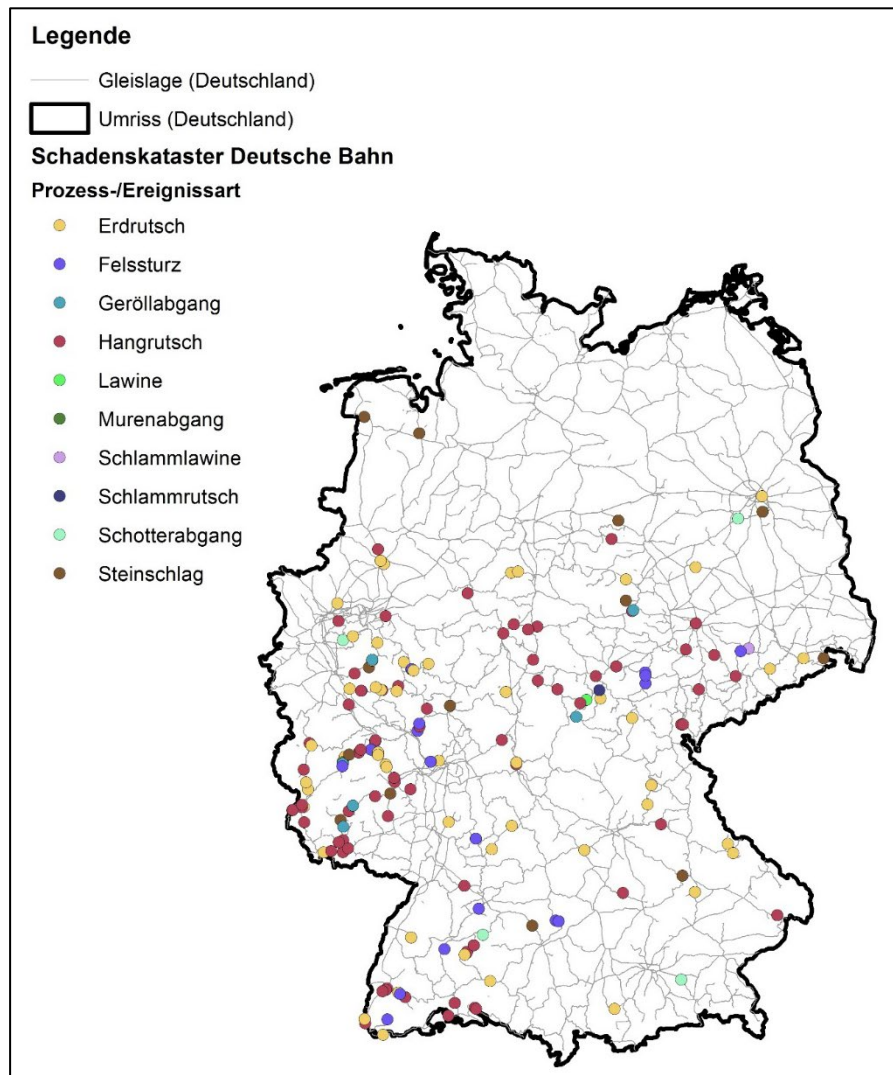 Legende
Gleislage (Deutschland)
Umriss (Deutschland)
Schadenskataster Deutsche Bahn
Prozess-/Ereignissart
Erdrutsch
Felssturz
Geröllabgang
Hangrutsch
Lawine
Murenabgang
Schlammlawine
Schlammrutsch
Schotterabgang
Steinschlag